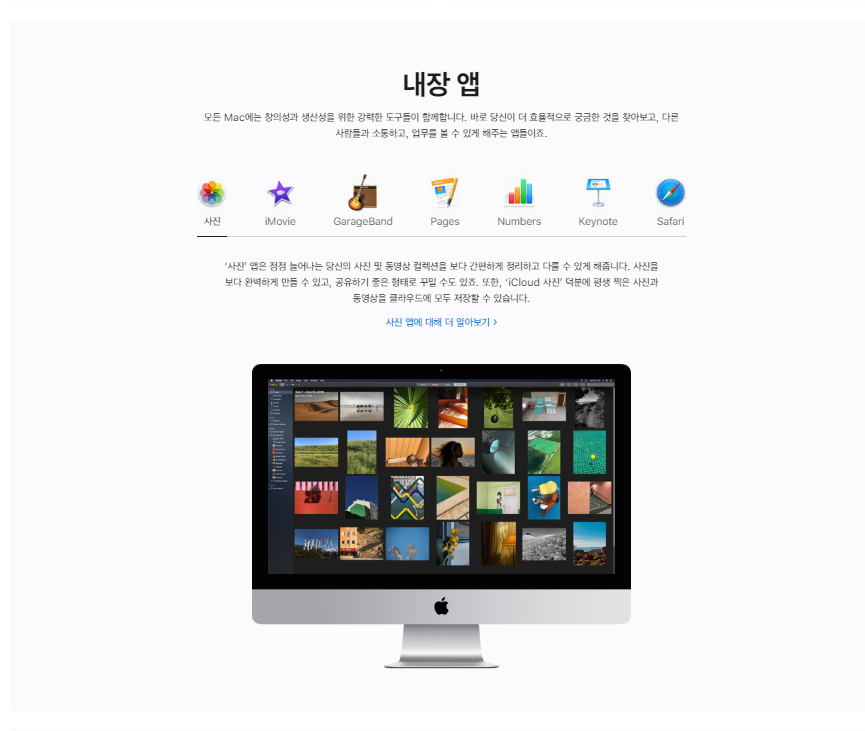 내장 앱
모든 Mac에는 창의성과 생산성을 위한 강력한 도구들이 함께합니다. 바로 당신이 더 효율적으로 궁금한 것을 찾아보고, 다른
사람들과 소통하고, 업무를 볼 수 있게 해주는 앱들이죠.
사진 iMovie GarageBand Pages Numbers Keynote Safari
‘사진’ 앱은 점점 늘어나는 당신의 사진 및 동영상 컬렉션을 보다 간편하게 정리하고 다룰 수 있게 해줍니다. 사진을
보다 완벽하게 만들 수 있고, 공유하기 좋은 형태로 꾸밀 수도 있죠. 또한, ‘iCloud 사진’ 덕분에 평생 찍은 사진과
동영상을 클라우드에 모두 저장할 수 있습니다.
사진 앱에 대해 더 알아보기 >